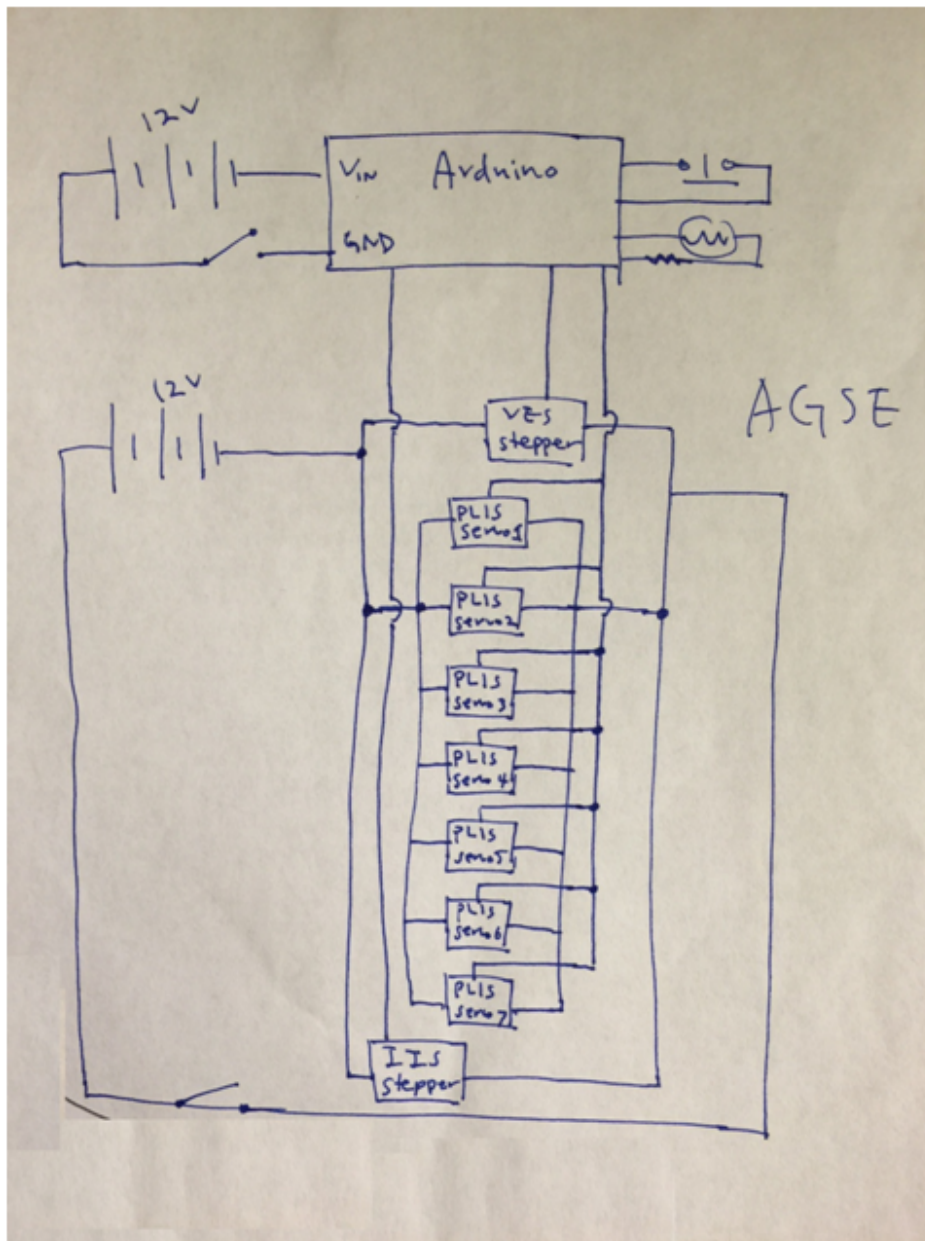 12V
VIN
Arduino
GND
12V
AGSE
VES
stepper
PLIS
servo1
PLIS
servo2
PLIS
servo3
PLIS
servo4
PLIS
servo5
PLIS
servo6
PLIS
servo7
IIS
stepper